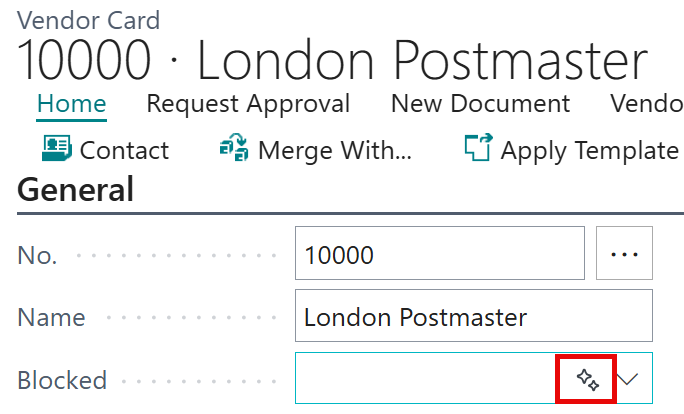 Vendor Card
10000 · London Postmaster
Home Request Approval New Document Vendo
Contact Merge With... Apply Template
General
No. 10000 ...
Name London Postmaster
Blocked